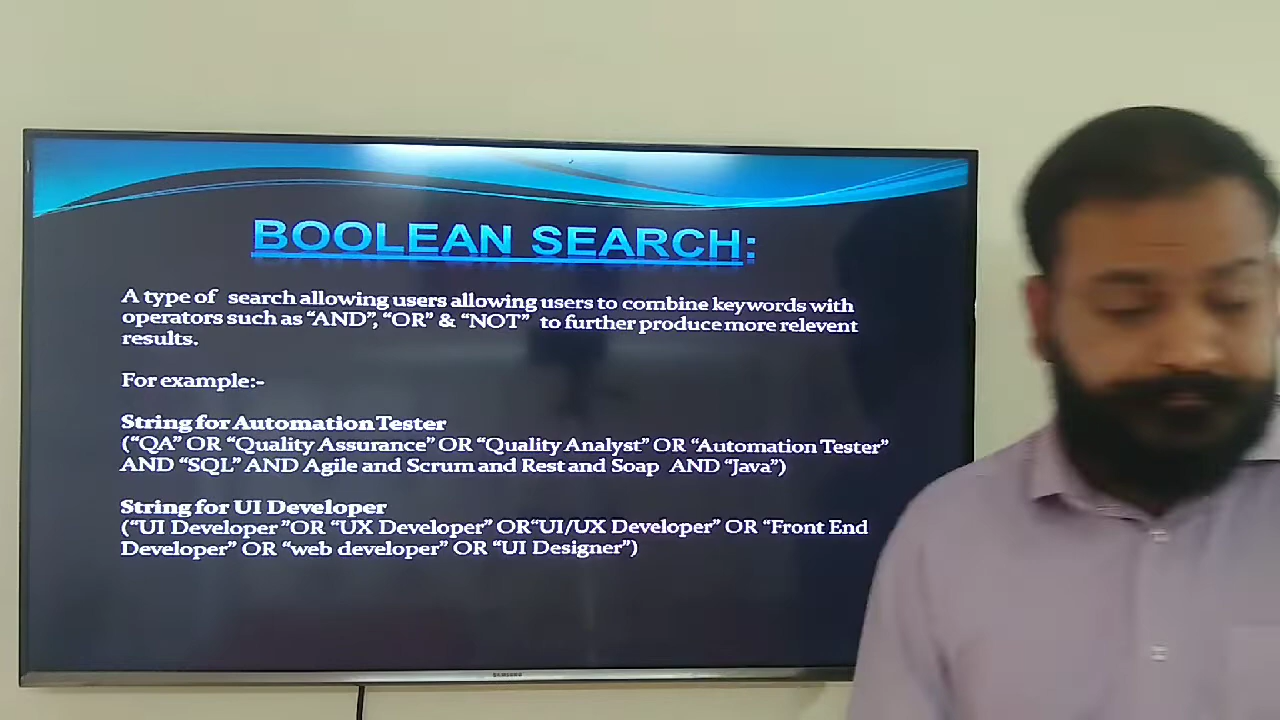 BOOLEAN SEARCH:
A type of search allowing users allowing users to combine keywords with
operators such as “AND”, “OR” & “NOT” to further produce more relevent
results.
For example:-
String for Automation Tester
(“QA” OR “Quality Assurance” OR “Quality Analyst” OR “Automation Tester”
AND “SQL” AND Agile and Scrum and Rest and Soap AND “Java”)
String for UI Developer
(“UI Developer ”OR “UX Developer” OR“UI/UX Developer” OR “Front End
Developer” OR “web developer” OR “UI Designer”)
SAMSUNG